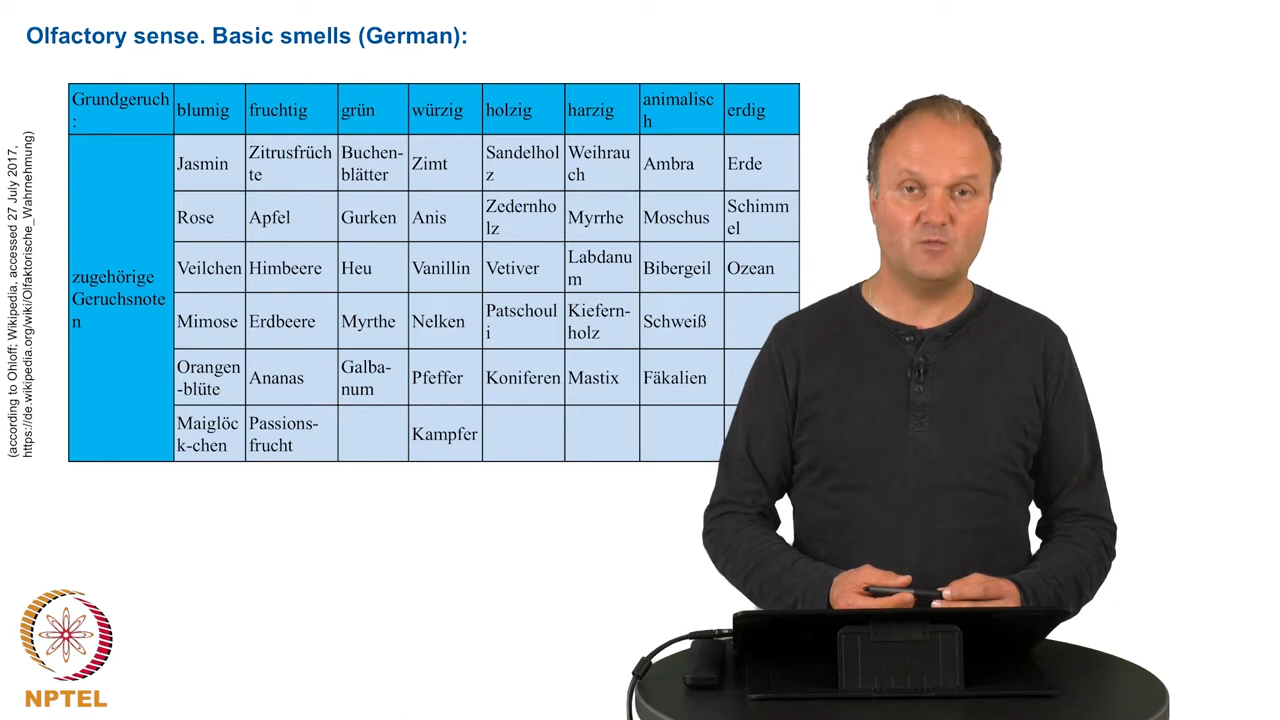 Olfactory sense. Basic smells (German):
(according to Ohloff; Wikipedia, accessed 27 July 2017,
https://de.wikipedia.org/wiki/Olfaktorische_Wahrnehmung)
Grundgeruch
:
blumig
fruchtig
grün
würzig
holzig
harzig
animalisc
h
erdig
zugehörige
Geruchsnote
n
Jasmin
Zitrusfrüch
te
Buchen-
blätter
Zimt
Sandelhol
z
Weihrau
ch
Ambra
Erde
Rose
Apfel
Gurken
Anis
Zedernho
lz
Myrrhe
Moschus
Schimm
el
Veilchen
Himbeere
Heu
Vanillin
Vetiver
Labdanu
m
Bibergeil
Ozean
Mimose
Erdbeere
Myrthe
Nelken
Patschoul
i
Kiefern-
holz
Schweiß
Orangen
-blüte
Ananas
Galba-
num
Pfeffer
Koniferen
Mastix
Fäkalien
Maiglöc
k-chen
Passions-
frucht
Kampfer
NPTEL